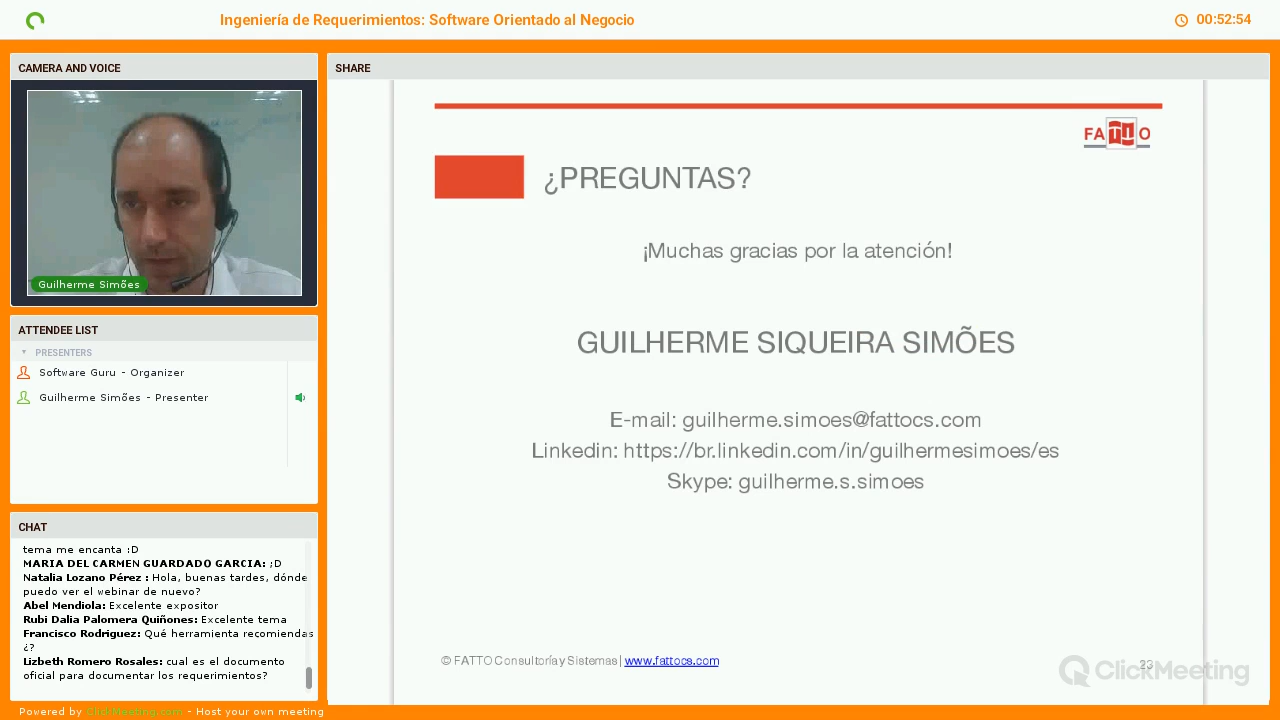 Ingeniería de Requerimientos: Software Orientado al Negocio
00:52:54
CAMERA AND VOICE
Guilherme Simões
ATTENDEE LIST
PRESENTERS
Software Guru - Organizer
Guilherme Simões - Presenter
CHAT
tema me encanta :D
MARIA DEL CARMEN GUARDADO GARCIA: ;D
Natalia Lozano Pérez : Hola, buenas tardes, dónde
puedo ver el webinar de nuevo?
Abel Mendiola: Excelente expositor
Rubi Dalia Palomera Quiñones: Excelente tema
Francisco Rodriguez: Qué herramienta recomiendas
¿?
Lizbeth Romero Rosales: cual es el documento
oficial para documentar los requerimientos?
Powered by ClickMeeting.com - Host your own meeting
SHARE
FATTO
¿PREGUNTAS?
¡Muchas gracias por la atención!
GUILHERME SIQUEIRA SIMÕES
E-mail: guilherme.simoes@fattocs.com
Linkedin: https://br.linkedin.com/in/guilhermesimoes/es
Skype: guilherme.s.simoes
© FATTO Consultoría y Sistemas | www.fattocs.com
23
ClickMeeting